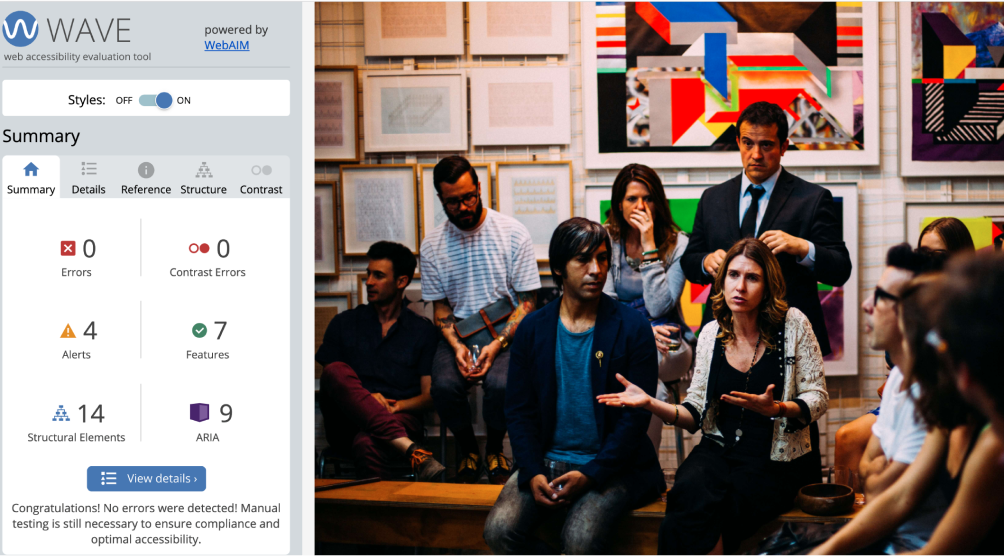 WAVE
web accessibility evaluation tool
powered by
WebAIM
Styles: OFF ON
Summary
Summary Details Reference Structure Contrast
0
Errors
0
Contrast Errors
4
Alerts
7
Features
14
Structural Elements
9
ARIA
View details ›
Congratulations! No errors were detected! Manual
testing is still necessary to ensure compliance and
optimal accessibility.